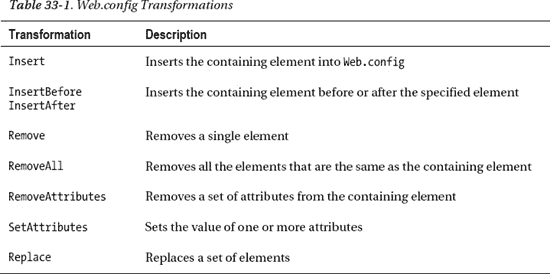 Table 33-1. Web.config Transformations
Transformation Description
Insert Inserts the containing element into Web.config
InsertBefore Inserts the containing element before or after the specified element
InsertAfter
Remove Removes a single element
RemoveAll Removes all the elements that are the same as the containing element
RemoveAttributes Removes a set of attributes from the containing element
SetAttributes Sets the value of one or more attributes
Replace Replaces a set of elements